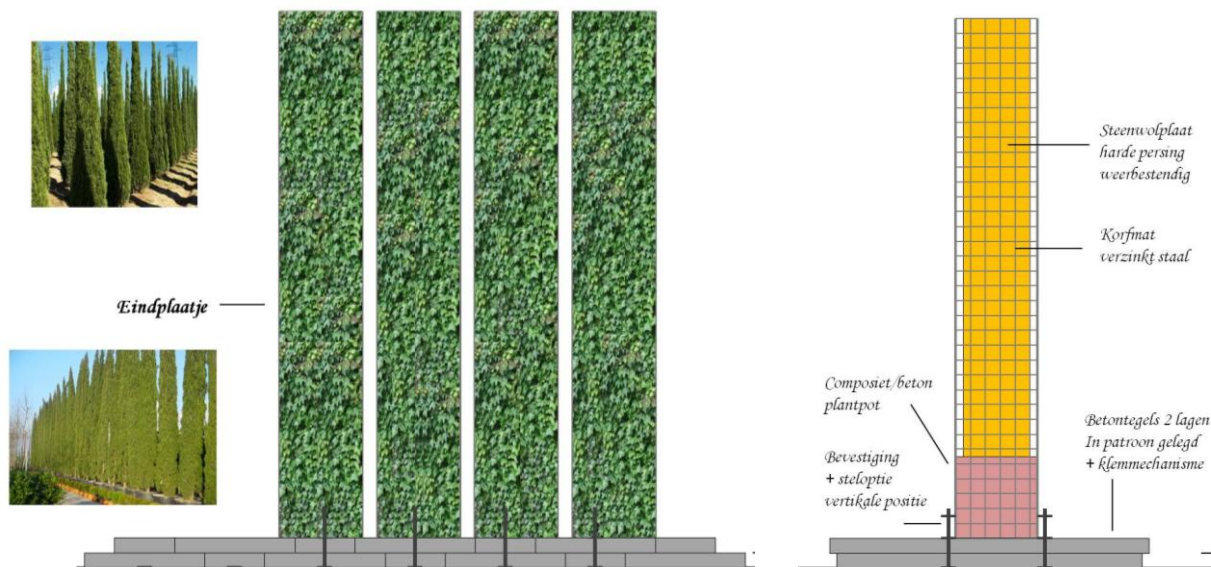 Eindplaatje
Steenwolplaat
harde persing
weerbestendig
Korfmat
verzinkt staal
Composiet/beton
plantpot
Bevestiging
+ steloptie
vertikale positie
Betontegels 2 lagen
In patroon gelegd
+ klemmechanisme